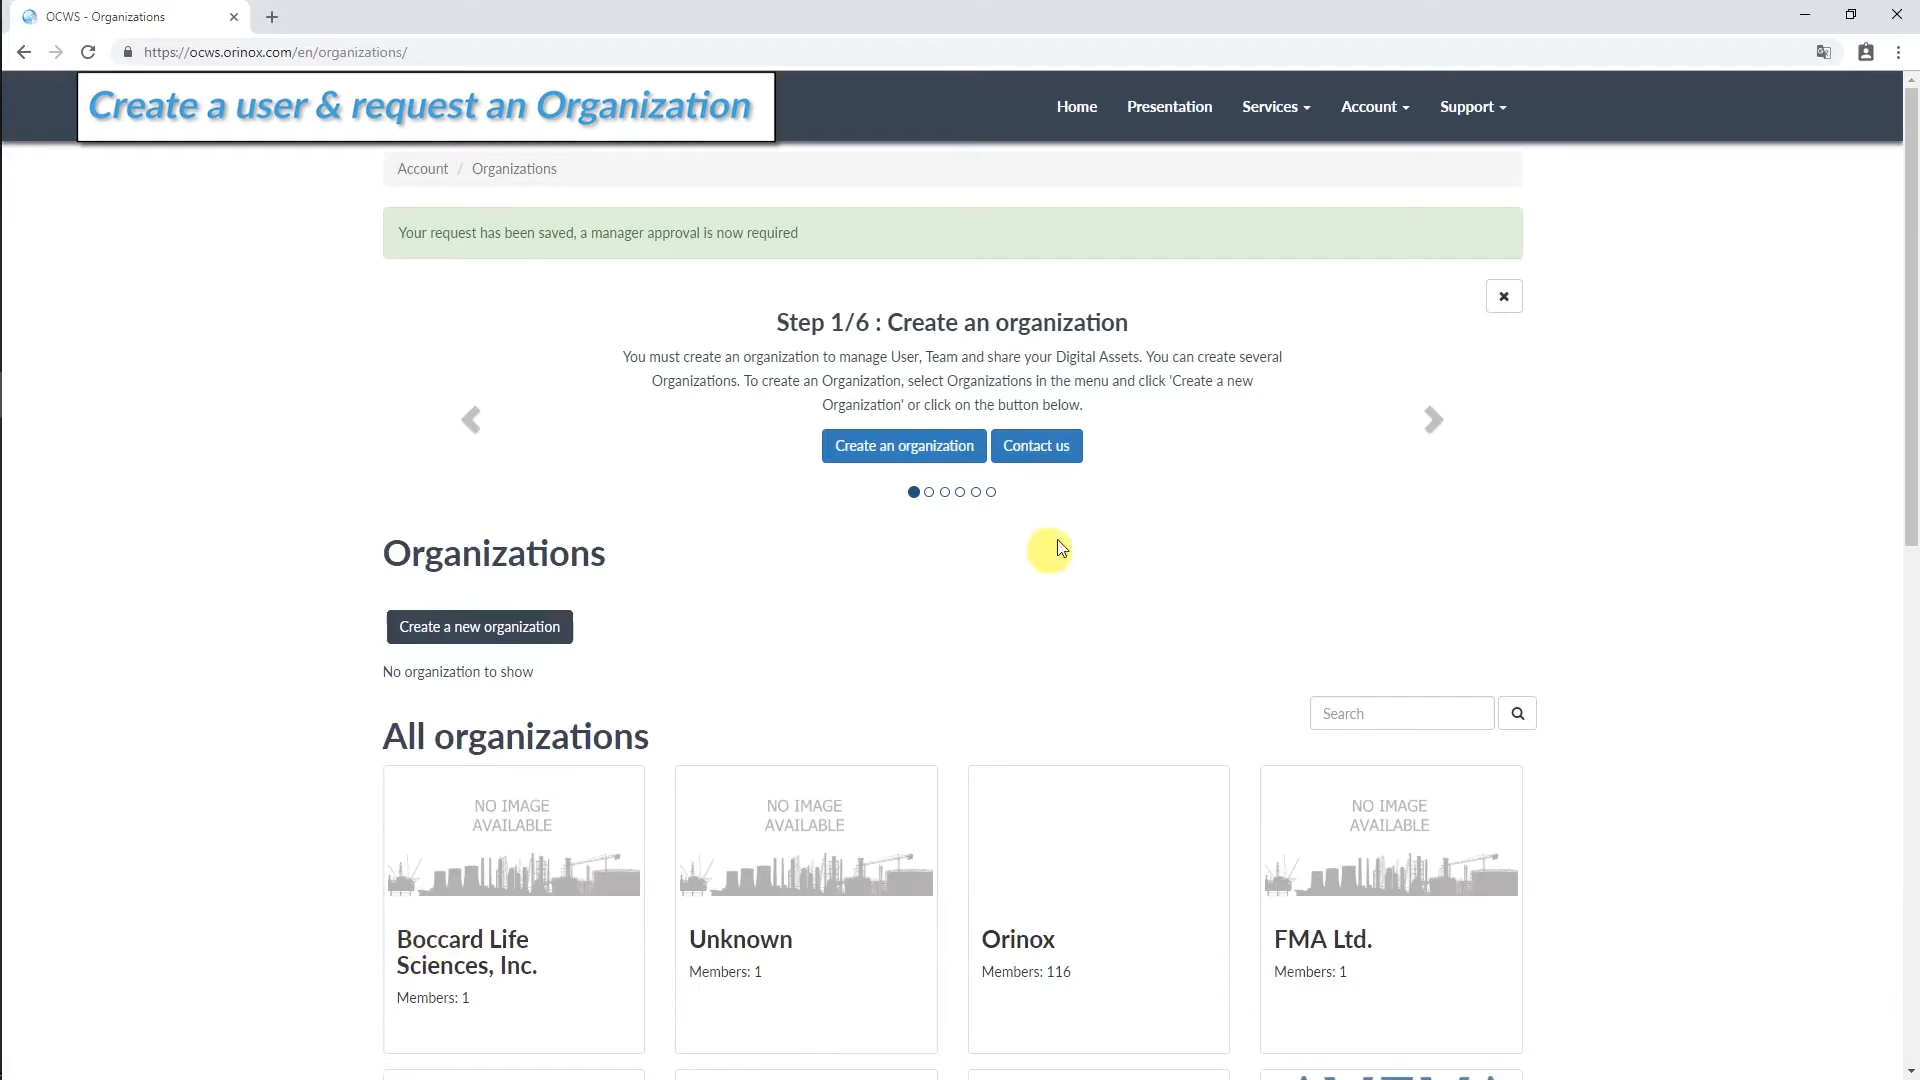 OCWS - Organizations
https://ocws.orinox.com/en/organizations/
Create a user & request an Organization
Home Presentation Services Account Support
Account / Organizations
Your request has been saved, a manager approval is now required
Step 1/6 : Create an organization
You must create an organization to manage User, Team and share your Digital Assets. You can create several
Organizations. To create an Organization, select Organizations in the menu and click 'Create a new
Organization' or click on the button below.
Create an organization Contact us
Organizations
Create a new organization
No organization to show
Search
All organizations
NO IMAGE
AVAILABLE
Boccard Life
Sciences, Inc.
Members: 1
NO IMAGE
AVAILABLE
Unknown
Members: 1
Orinox
Members: 116
NO IMAGE
AVAILABLE
FMA Ltd.
Members: 1